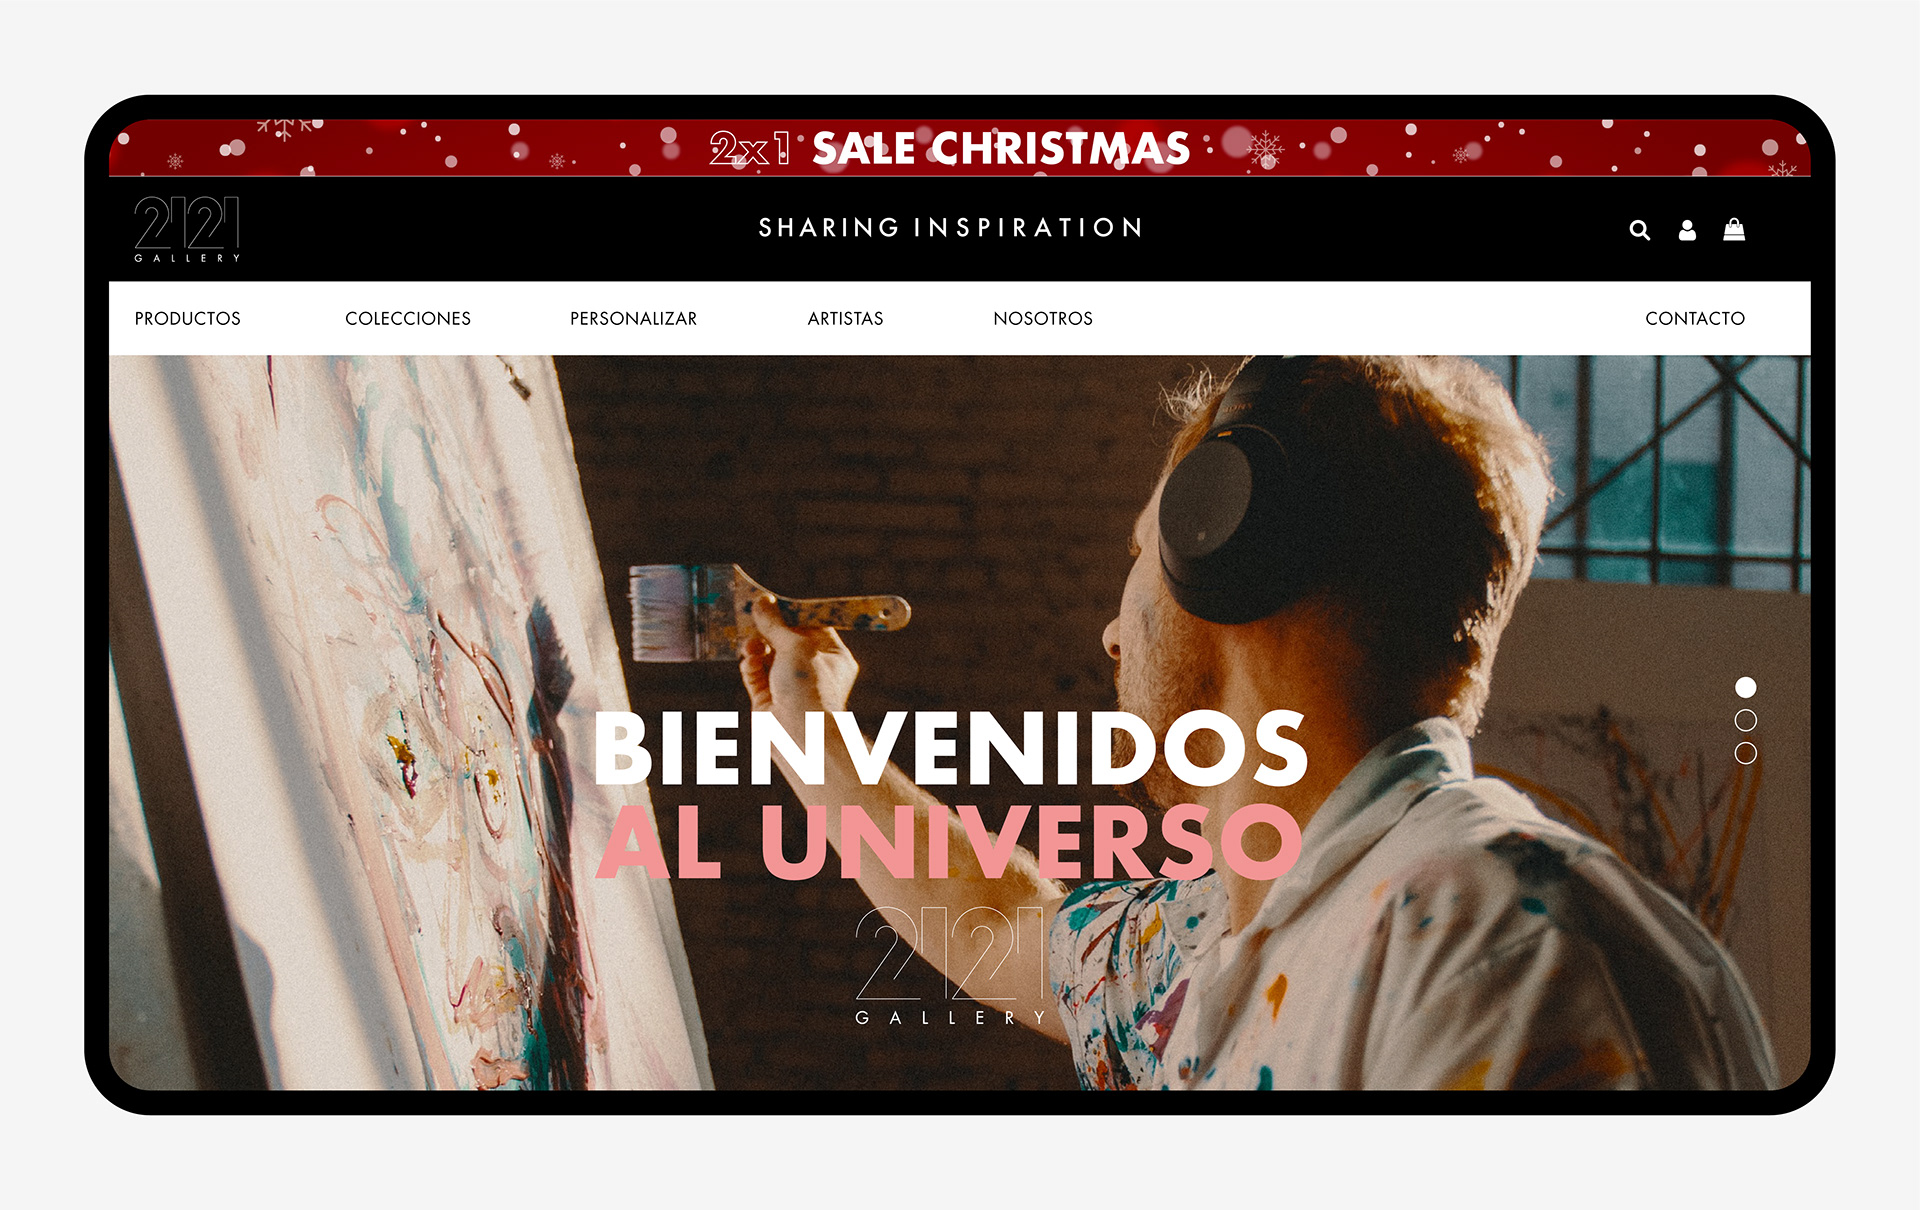 2x1 SALE CHRISTMAS
2121
GALLERY
SHARING INSPIRATION
PRODUCTOS COLECCIONES PERSONALIZAR ARTISTAS NOSOTROS CONTACTO
BIENVENIDOS
AL UNIVERSO
2121
GALLERY